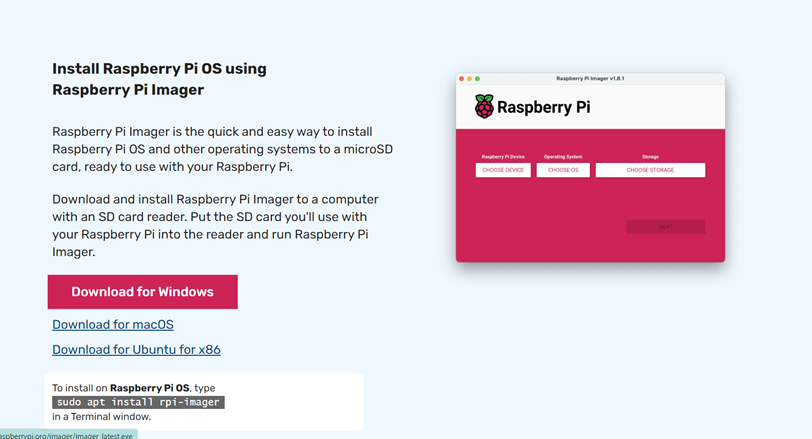 Install Raspberry Pi OS using
Raspberry Pi Imager
Raspberry Pi Imager is the quick and easy way to install
Raspberry Pi OS and other operating systems to a microSD
card, ready to use with your Raspberry Pi.
Download and install Raspberry Pi Imager to a computer
with an SD card reader. Put the SD card you'll use with
your Raspberry Pi into the reader and run Raspberry Pi
Imager.
Download for Windows
Download for macOS
Download for Ubuntu for x86
To install on Raspberry Pi OS, type
sudo apt install rpi-imager
in a Terminal window.
aspberrypi.org/imager/imager_latest.exe
Raspberry Pi Imager v1.8.1
Raspberry Pi
Raspberry Pi Device Operating System Storage
CHOOSE DEVICE CHOOSE OS CHOOSE STORAGE
NEXT